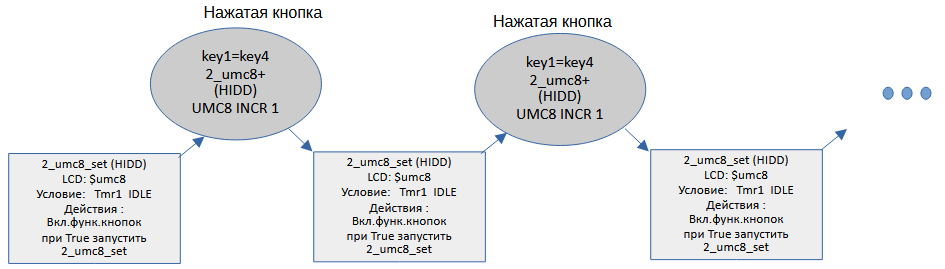 Нажатая кнопка
key1=key4
2_umc8+
(HIDD)
UMC8 INCR 1
Нажатая кнопка
key1=key4
2_umc8+
(HIDD)
UMC8 INCR 1
2_umc8_set (HIDD)
LCD: $umc8
Условие: Tmr1 IDLE
Действия :
Вкл.функ.кнопок
при True запустить
2_umc8_set
2_umc8_set (HIDD)
LCD: $umc8
Условие: Tmr1 IDLE
Действия :
Вкл.функ.кнопок
при True запустить
2_umc8_set
2_umc8_set (HIDD)
LCD: $umc8
Условие: Tmr1 IDLE
Действия :
Вкл.функ.кнопок
при True запустить
2_umc8_set